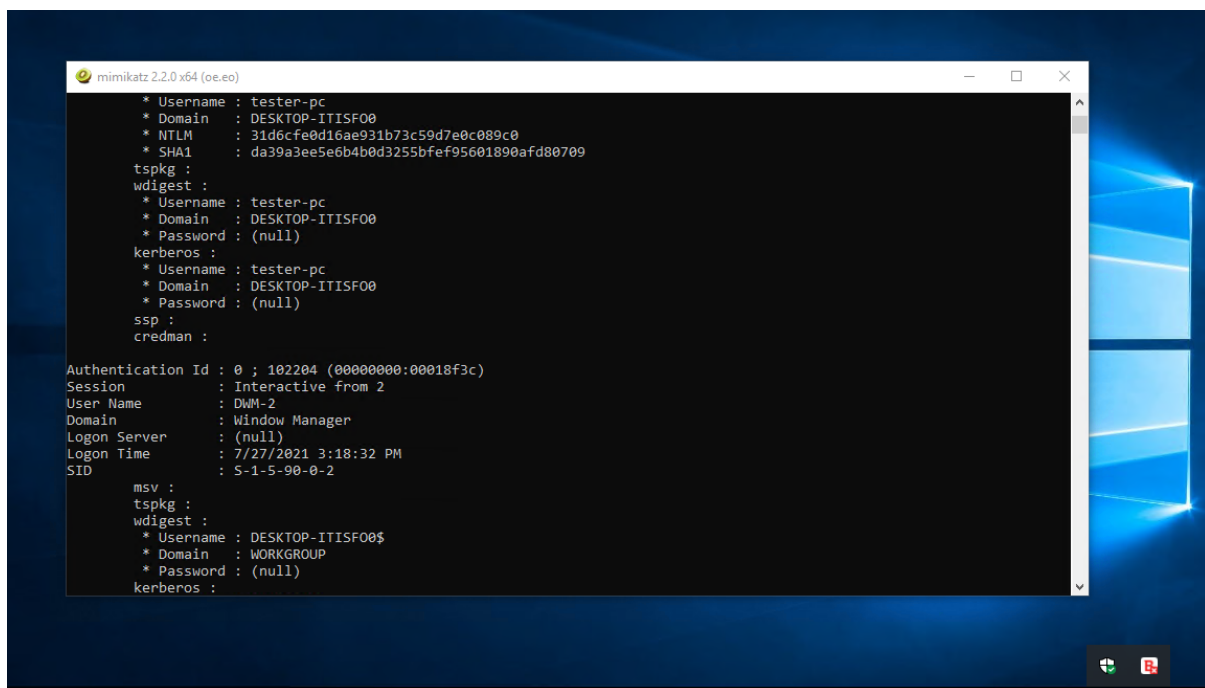 mimikatz 2.2.0 x64 (oe.eo)
* Username : tester-pc
* Domain : DESKTOP-ITISFO0
* NTLM : 31d6cfe0d16ae931b73c59d7e0c089c0
* SHA1 : da39a3ee5e6b4b0d3255bfef95601890afd80709
tspkg :
wdigest :
* Username : tester-pc
* Domain : DESKTOP-ITISFO0
* Password : (null)
kerberos :
* Username : tester-pc
* Domain : DESKTOP-ITISFO0
* Password : (null)
ssp :
credman :
Authentication Id : 0 ; 102204 (00000000:00018f3c)
Session : Interactive from 2
User Name : DWM-2
Domain : Window Manager
Logon Server : (null)
Logon Time : 7/27/2021 3:18:32 PM
SID : S-1-5-90-0-2
msv :
tspkg :
wdigest :
* Username : DESKTOP-ITISFO0$
* Domain : WORKGROUP
* Password : (null)
kerberos :
B